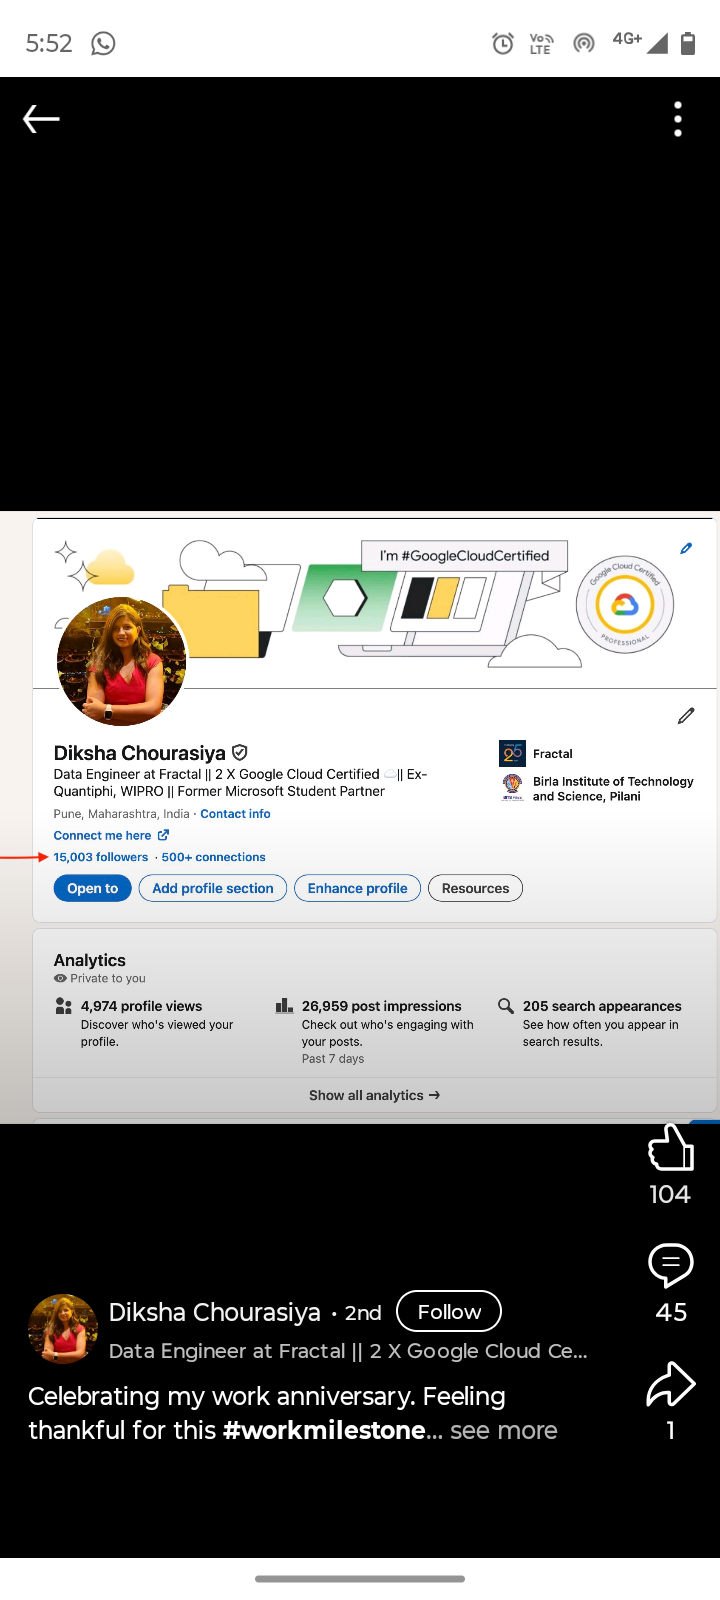 5:52
Vo
LTE
4G+
I'm #GoogleCloudCertified
Google Cloud Certified
PROFESSIONAL
Diksha Chourasiya
Data Engineer at Fractal || 2 X Google Cloud Certified ☁️|| Ex-
Quantiphi, WIPRO || Former Microsoft Student Partner
Pune, Maharashtra, India · Contact info
Connect me here
15,003 followers · 500+ connections
Fractal
Birla Institute of Technology
and Science, Pilani
Open to
Add profile section
Enhance profile
Resources
Analytics
Private to you
4,974 profile views
Discover who's viewed your
profile.
26,959 post impressions
Check out who's engaging with
your posts.
Past 7 days
205 search appearances
See how often you appear in
search results.
Show all analytics →
104
45
1
Diksha Chourasiya • 2nd
Follow
Data Engineer at Fractal || 2 X Google Cloud Ce...
Celebrating my work anniversary. Feeling
thankful for this #workmilestone... see more